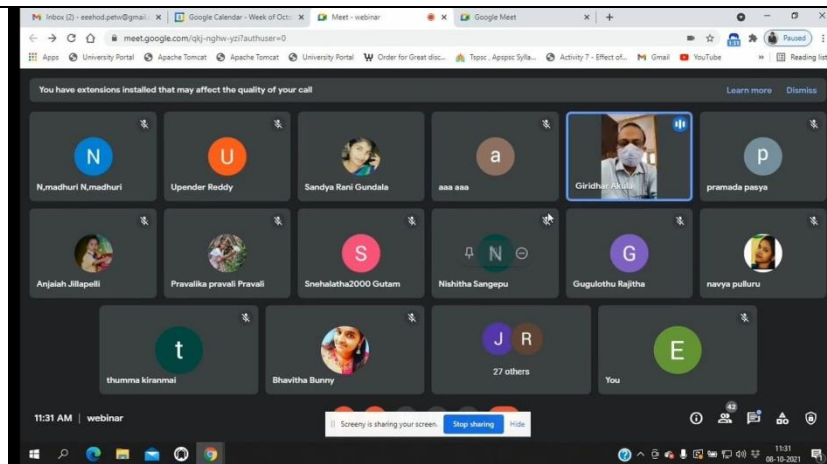 Inbox (2) - eeehod.petw@gmail.
Google Calendar - Week of Octo
Meet - webinar
Google Meet
meet.google.com/qkj-nghw-yzi?authuser=0
Paused
Apps
University Portal
Apache Tomcat
Apache Tomcat
University Portal
Order for Great disc...
Tspsc , Apspsc Sylla...
Activity 7 - Effect of...
Gmail
YouTube
Reading list
You have extensions installed that may affect the quality of your call
Learn more
Dismiss
N
U
a
p
N,madhuri N,madhuri
Upender Reddy
Sandya Rani Gundala
aaa aaa
Giridhar Akula
pramada pasya
S
N
G
Anjaiah Jillapelli
Pravalika pravali Pravali
Snehalatha2000 Gutam
Nishitha Sangepu
Gugulothu Rajitha
navya pulluru
t
J
R
E
27 others
thumma kiranmai
Bhavitha Bunny
You
11:31 AM | webinar
Screeny is sharing your screen.
Stop sharing
Hide
42
11:31
08-10-2021